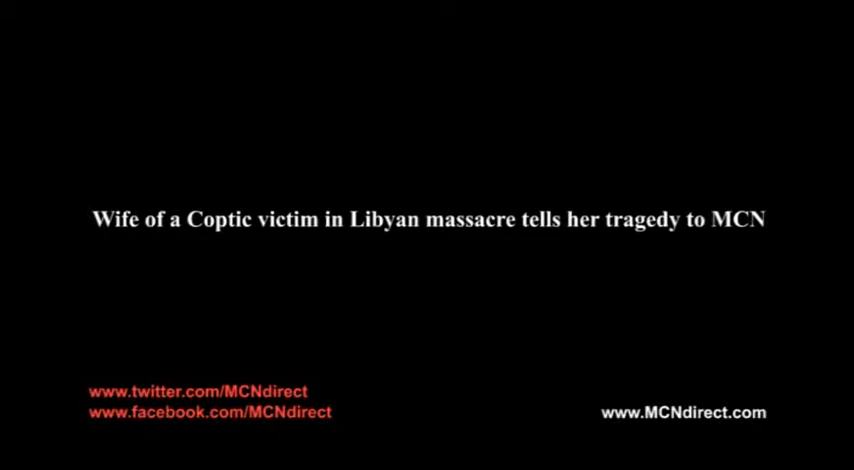 Wife of a Coptic victim in Libyan massacre tells her tragedy to MCN
www.twitter.com/MCNdirect
www.facebook.com/MCNdirect
www.MCNdirect.com